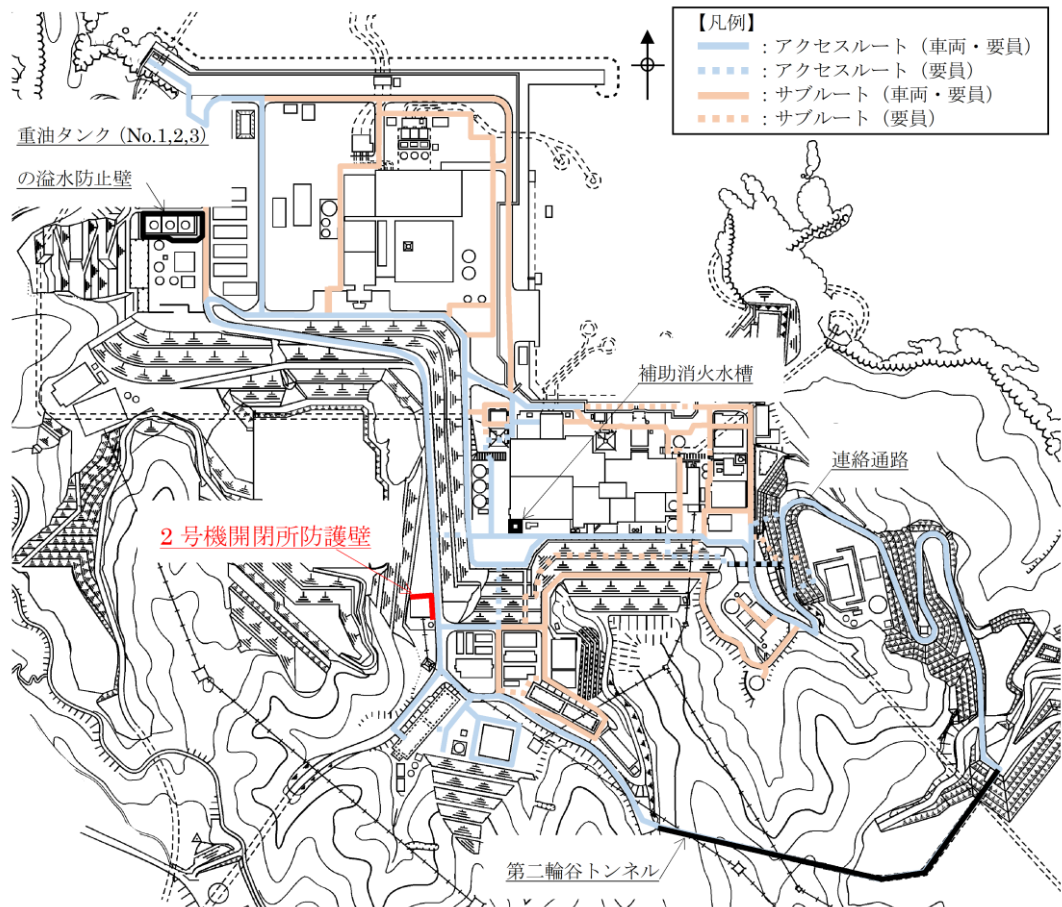 【凡例】
：アクセスルート（車両・要員）
：アクセスルート（要員）
：サブルート（車両・要員）
：サブルート（要員）
重油タンク（No.1,2,3）
の溢水防止壁
補助消火水槽
連絡通路
２号機開閉所防護壁
第二輪谷トンネル